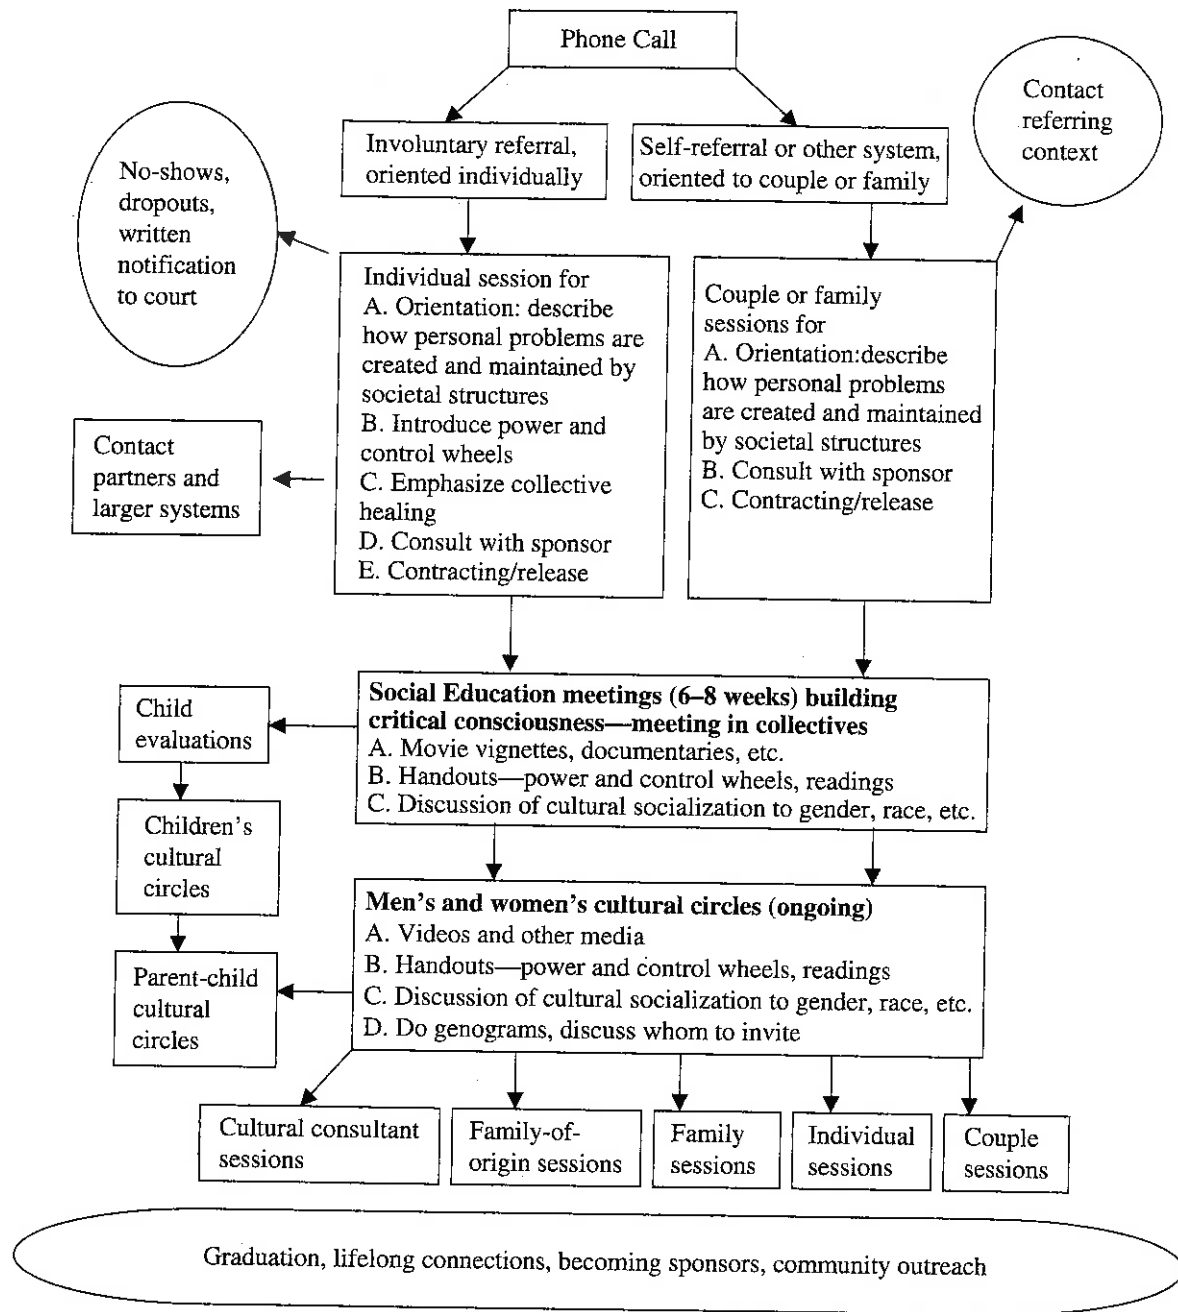 Phone Call
Contact
referring
context
No-shows,
dropouts,
written
notification
to court
Involuntary referral,
oriented individually
Self-referral or other system,
oriented to couple or family
Individual session for
A. Orientation: describe
how personal problems are
created and maintained by
societal structures
B. Introduce power and
control wheels
C. Emphasize collective
healing
D. Consult with sponsor
E. Contracting/release
Couple or family
sessions for
A. Orientation:describe
how personal problems
are created and maintained
by societal structures
B. Consult with sponsor
C. Contracting/release
Contact
partners and
larger systems
Social Education meetings (6–8 weeks) building
critical consciousness—meeting in collectives
A. Movie vignettes, documentaries, etc.
B. Handouts—power and control wheels, readings
C. Discussion of cultural socialization to gender, race, etc.
Child
evaluations
Children's
cultural
circles
Parent-child
cultural
circles
Men's and women's cultural circles (ongoing)
A. Videos and other media
B. Handouts—power and control wheels, readings
C. Discussion of cultural socialization to gender, race, etc.
D. Do genograms, discuss whom to invite
Cultural consultant
sessions
Family-of-
origin sessions
Family
sessions
Individual
sessions
Couple
sessions
Graduation, lifelong connections, becoming sponsors, community outreach